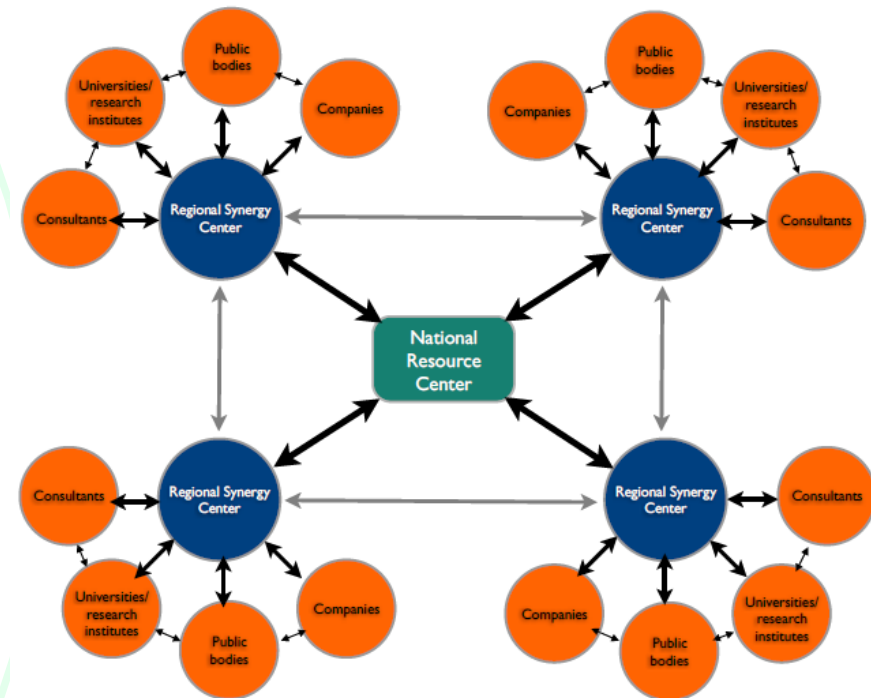 Public
bodies
Universities/
research
institutes
Companies
Consultants
Regional Synergy
Center
Public
bodies
Companies
Universities/
research
institutes
Consultants
Regional Synergy
Center
National
Resource
Center
Consultants
Regional Synergy
Center
Universities/
research
institutes
Public
bodies
Companies
Regional Synergy
Center
Consultants
Companies
Universities/
research
institutes
Public
bodies